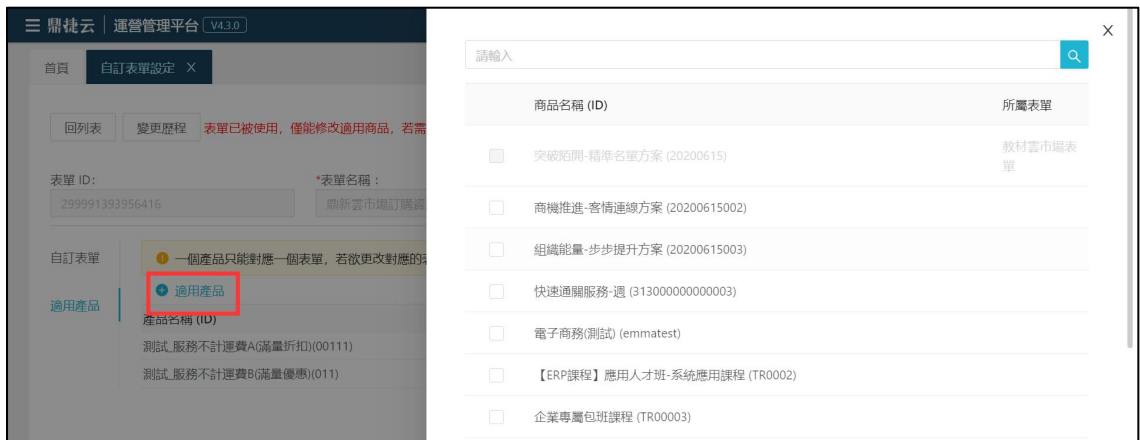 鼎捷云 運營管理平台 V4.3.0
首頁 自訂表單設定 X
回列表 變更歷程 表單已被使用，僅能修改適用商品，若需
表單 ID:
*表單名稱：
299991393956416
鼎新雲市場訂購資
自訂表單
一個產品只能對應一個表單，若欲更改對應的
適用產品
適用產品
產品名稱 (ID)
測試_服務不計運費A(滿量折扣)(00111)
測試_服務不計運費B(滿量優惠)(011)
X
請輸入
商品名稱 (ID) 所屬表單
突破陌開-精準名單方案 (20200615) 教材雲市場表
單
商機推進-客情連線方案 (20200615002)
組織能量-步步提升方案 (20200615003)
快速通關服務-週 (313000000000003)
電子商務(測試) (emmatest)
【ERP課程】應用人才班-系統應用課程 (TR0002)
企業專屬包班課程 (TR00003)